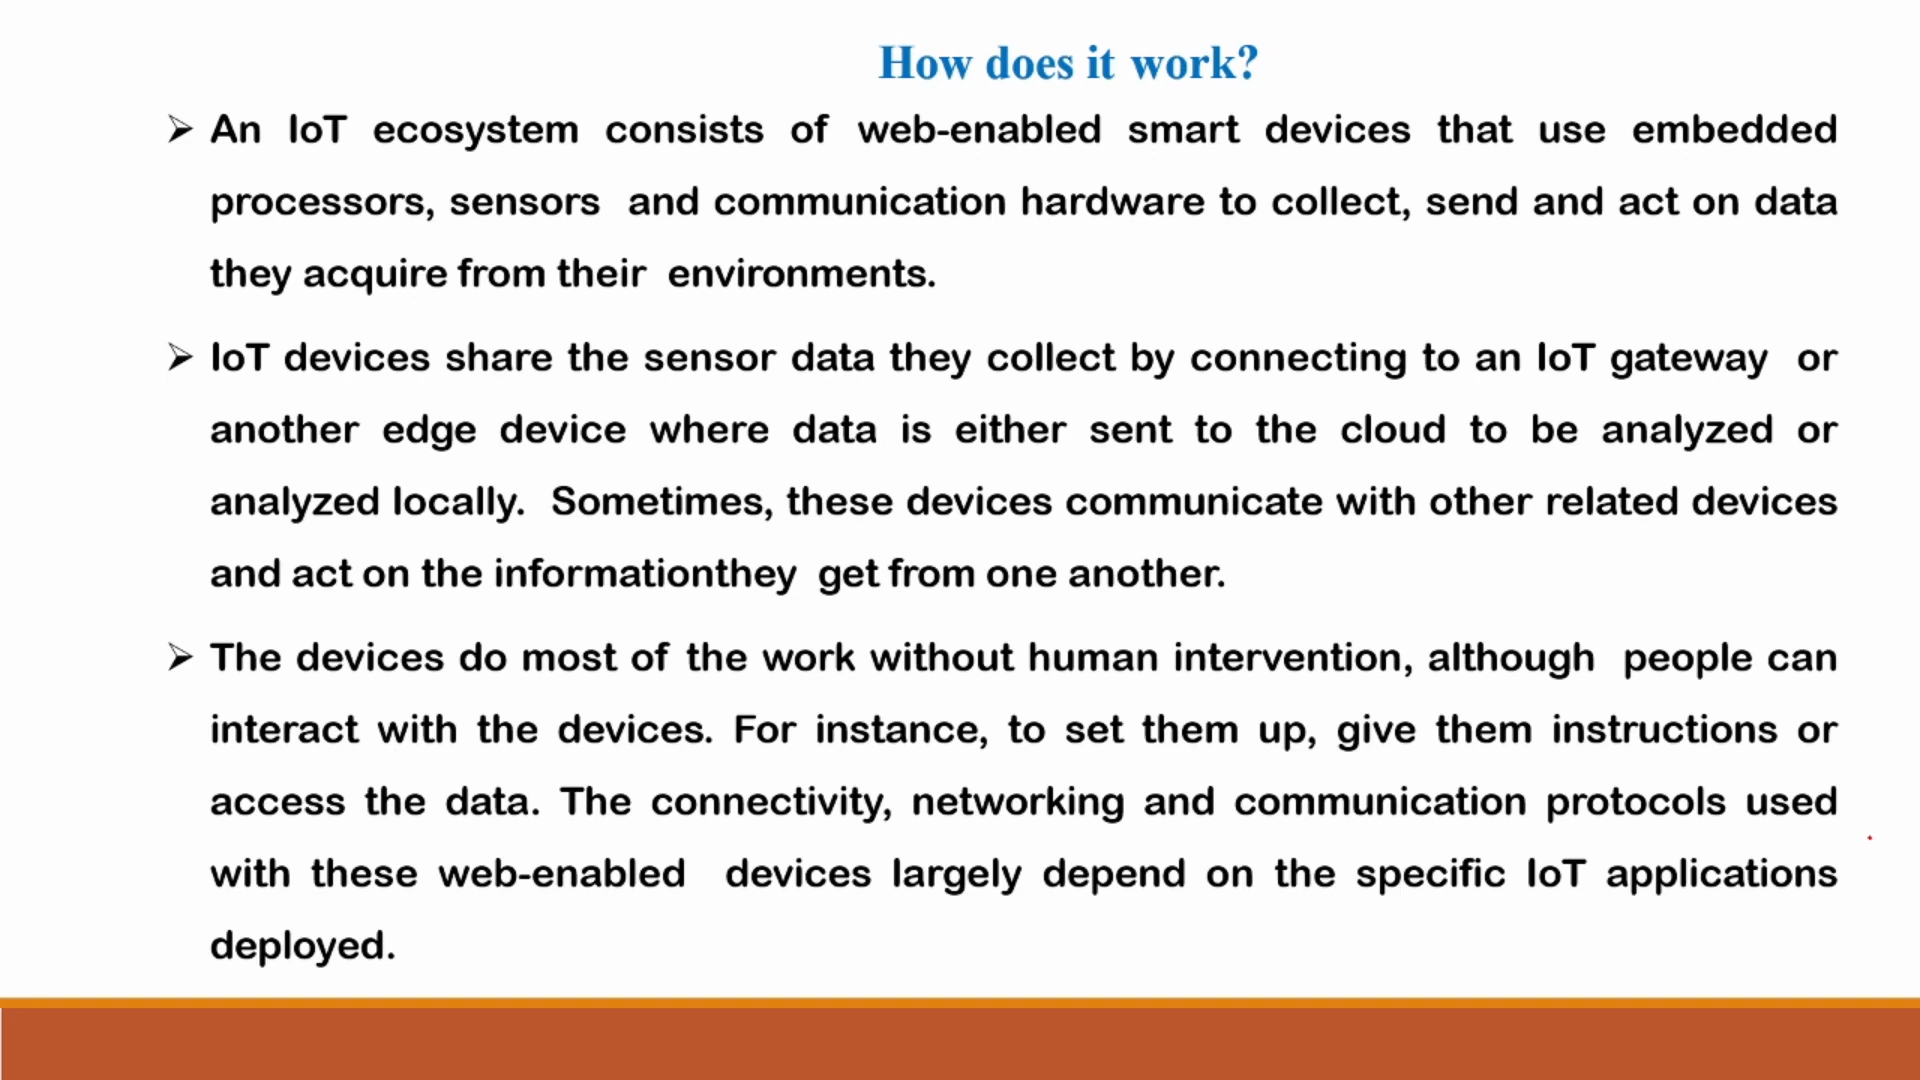 How does it work?
➢ An IoT ecosystem consists of web-enabled smart devices that use embedded
processors, sensors and communication hardware to collect, send and act on data
they acquire from their environments.
➢ IoT devices share the sensor data they collect by connecting to an IoT gateway or
another edge device where data is either sent to the cloud to be analyzed or
analyzed locally. Sometimes, these devices communicate with other related devices
and act on the informationthey get from one another.
➢ The devices do most of the work without human intervention, although people can
interact with the devices. For instance, to set them up, give them instructions or
access the data. The connectivity, networking and communication protocols used
with these web-enabled devices largely depend on the specific IoT applications
deployed.